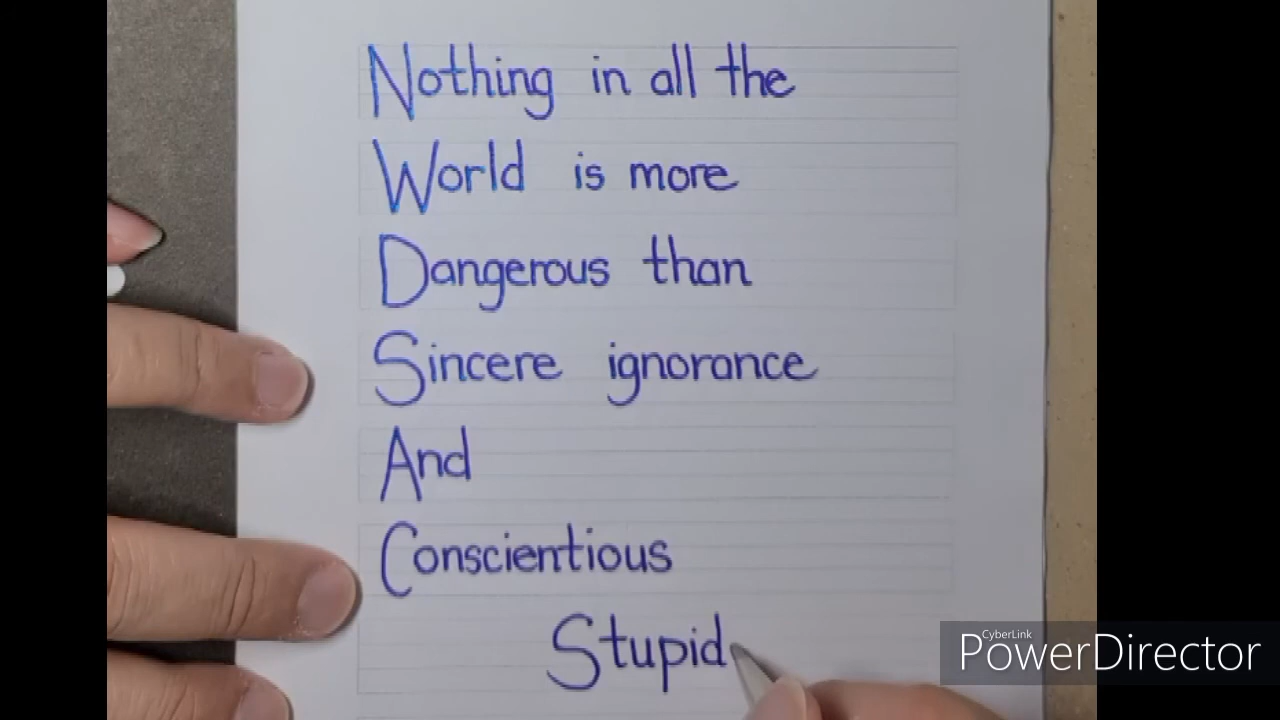 Nothing in all the
World is more
Dangerous than
Sincere ignorance
And
Conscientious
Stupid
CyberLink
PowerDirector